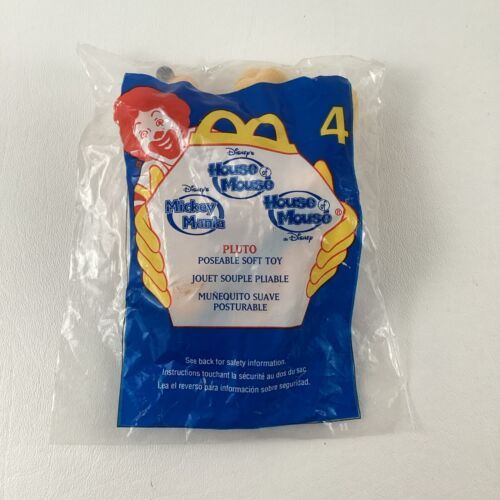 4
Disney's
House of
Mouse
Disney's
Mickey
Mania
House of
Mouse®
de Disney
PLUTO
POSEABLE SOFT TOY
JOUET SOUPLE PLIABLE
MUÑEQUITO SUAVE
POSTURABLE
See back for safety information.
Instructions touchant la sécurité au dos du sac.
Lea el reverso para información sobre seguridad.